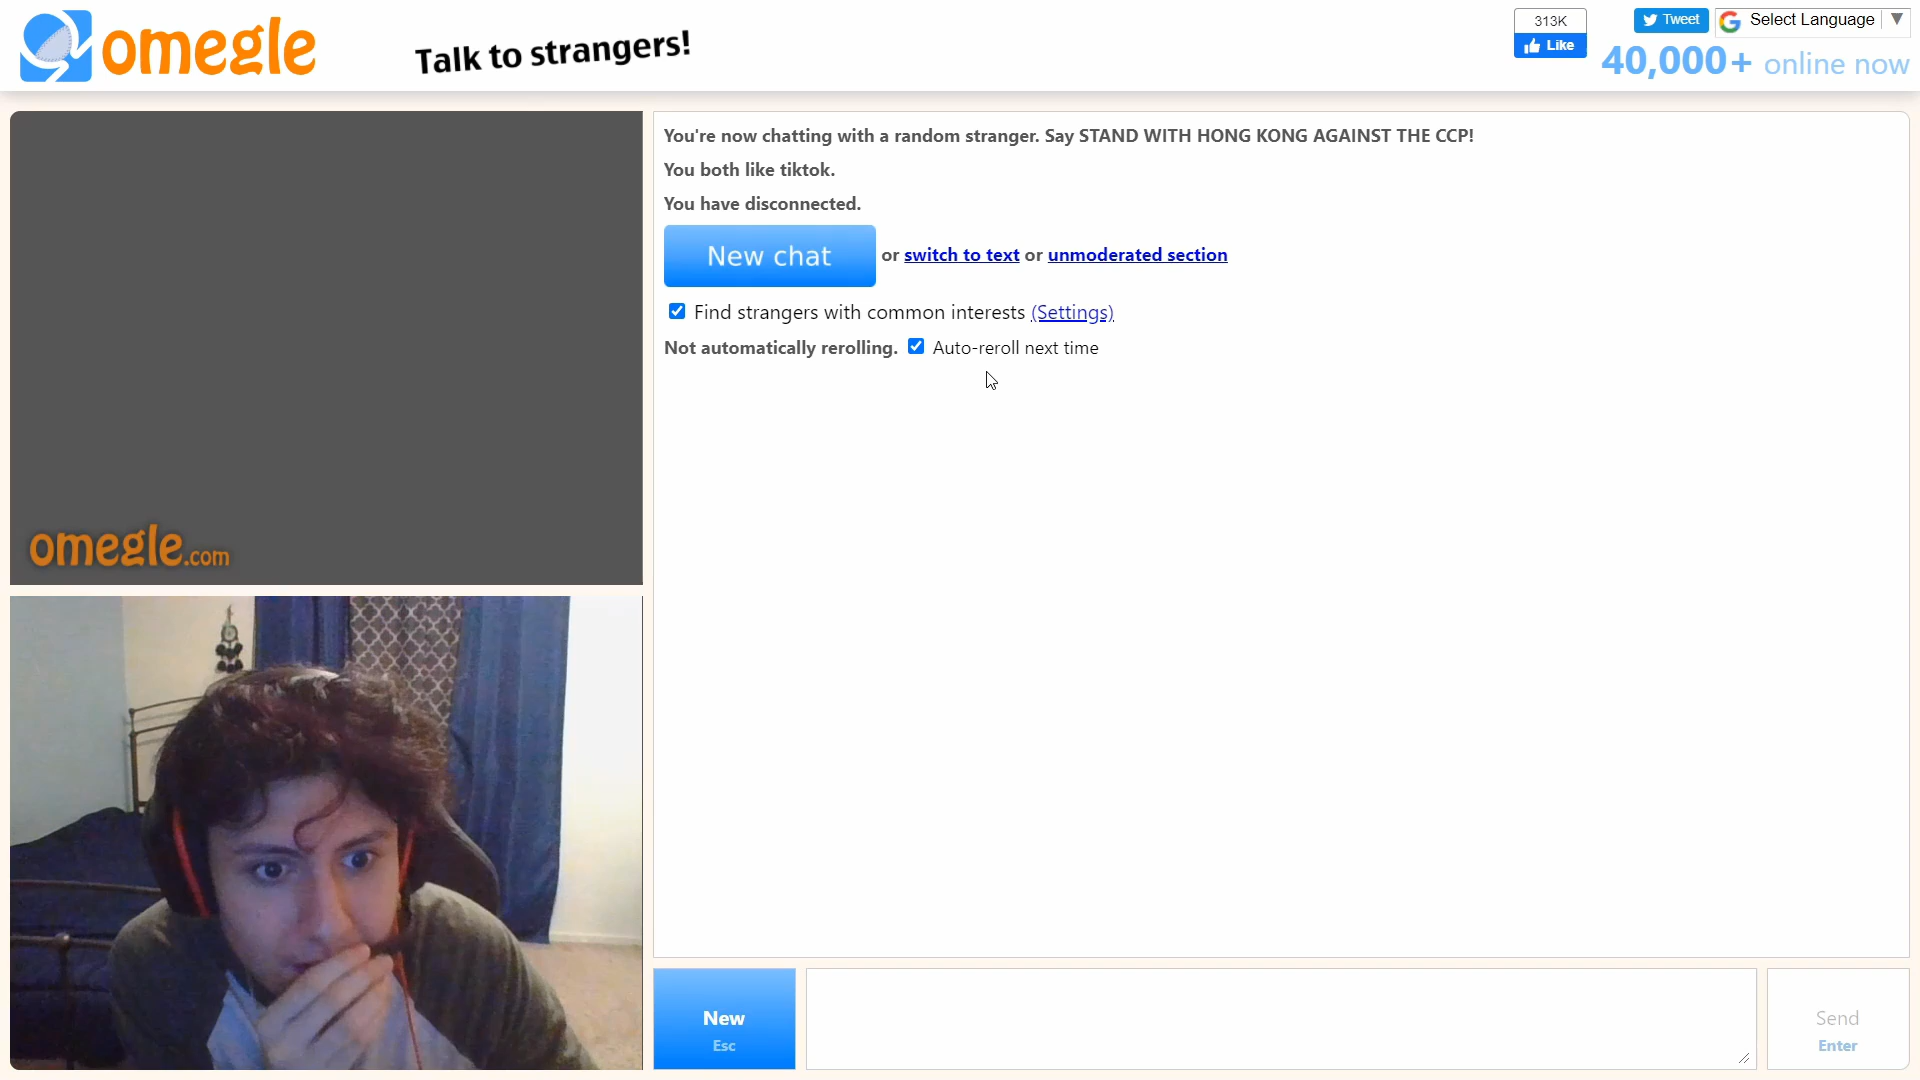 omegle
Talk to strangers!
313K
Like
Tweet
Select Language
40,000+ online now
You're now chatting with a random stranger. Say STAND WITH HONG KONG AGAINST THE CCP!
You both like tiktok.
You have disconnected.
New chat or switch to text or unmoderated section
Find strangers with common interests (Settings)
Not automatically rerolling. Auto-reroll next time
omegle.com
New
Esc
Send
Enter